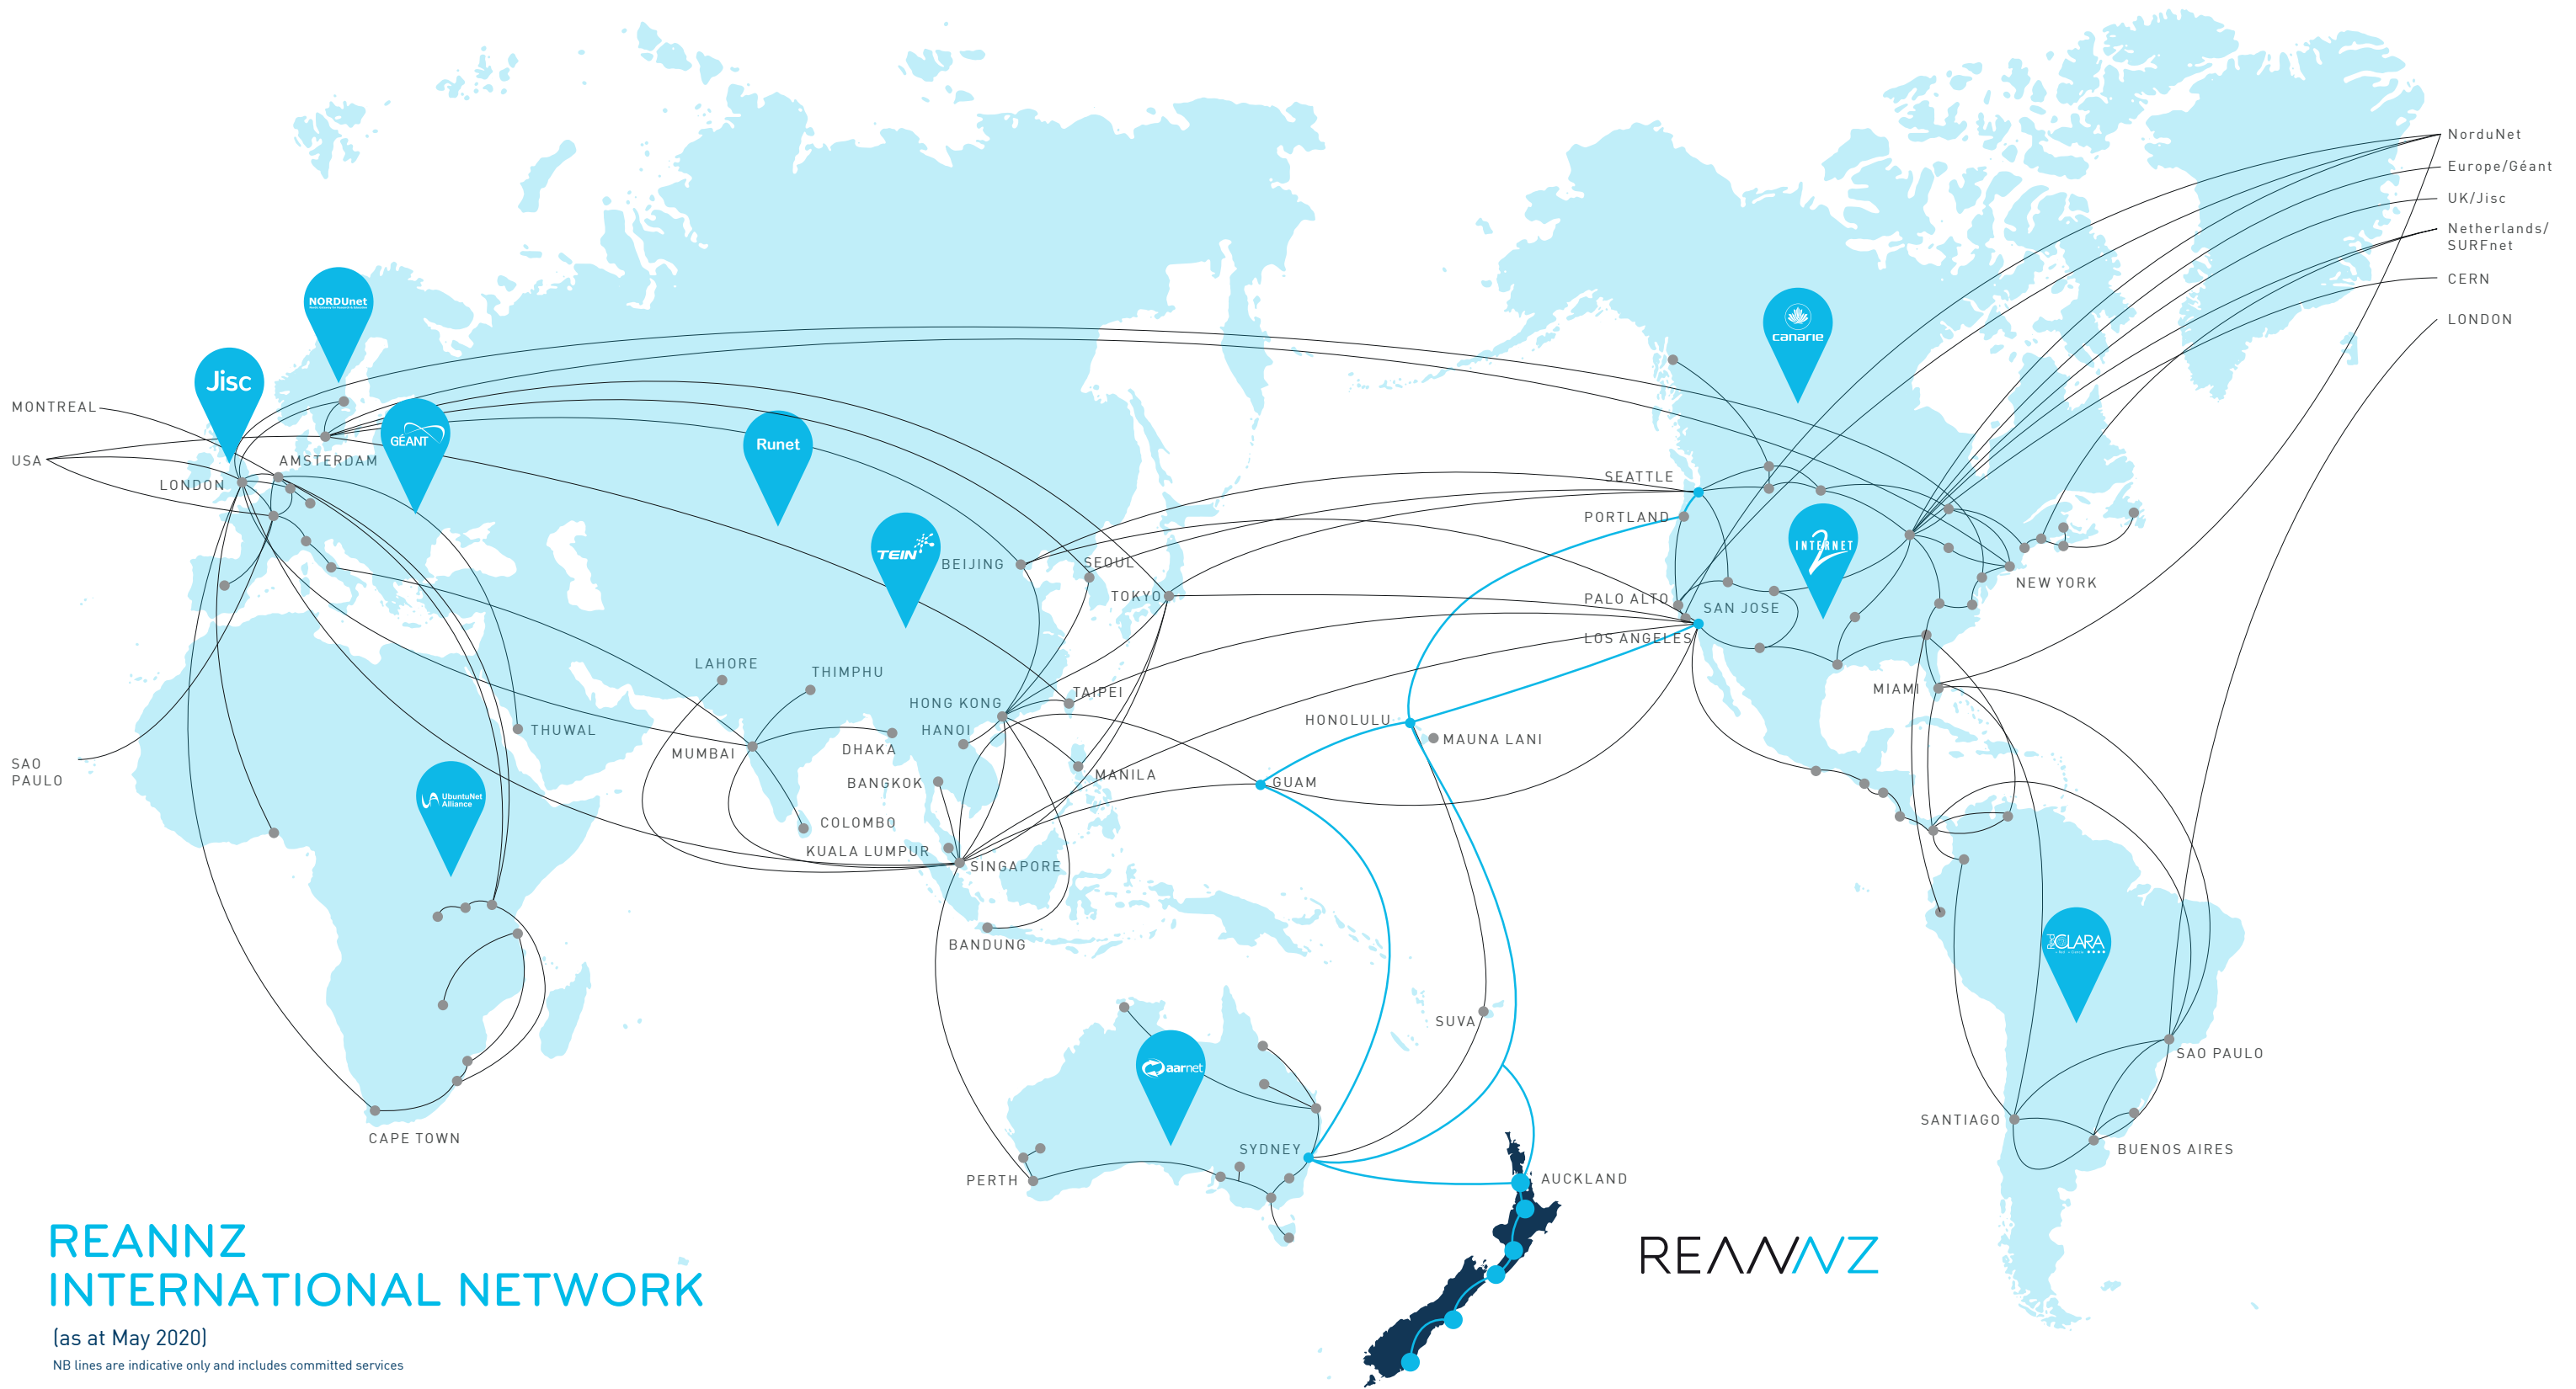 NorduNet
Europe/Géant
UK/Jisc
Netherlands/
SURFnet
CERN
LONDON
NORDUnet
canarie
Jisc
GÉANT
MONTREAL
USA
AMSTERDAM
LONDON
Runet
TEIN
BEIJING
SEOUL
TOKYO
SEATTLE
PORTLAND
INTERNET
2
PALO ALTO
SAN JOSE
LOS ANGELES
NEW YORK
LAHORE
THIMPHU
TAIPEI
HONG KONG
HANOI
MIAMI
HONOLULU
MAUNA LANI
THUWAL
MUMBAI
DHAKA
SAO
PAULO
BANGKOK
MANILA
GUAM
UbuntuNet
Alliance
COLOMBO
KUALA LUMPUR
SINGAPORE
BANDUNG
Red
CLARA
SUVA
SAO PAULO
aarnet
SANTIAGO
BUENOS AIRES
CAPE TOWN
SYDNEY
PERTH
AUCKLAND
REANNZ
INTERNATIONAL NETWORK
(as at May 2020)
NB lines are indicative only and includes committed services
REANNZ